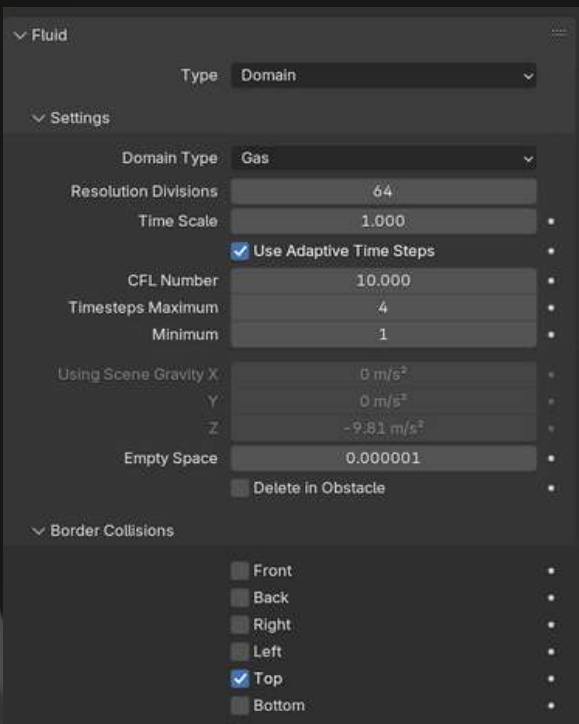 Fluid
Type Domain
Settings
Domain Type Gas
Resolution Divisions 64
Time Scale 1.000
Use Adaptive Time Steps
CFL Number 10.000
Timesteps Maximum 4
Minimum 1
Using Scene Gravity X 0 m/s²
Y 0 m/s²
Z -9.81 m/s²
Empty Space 0.000001
Delete in Obstacle
Border Collisions
Front
Back
Right
Left
Top
Bottom